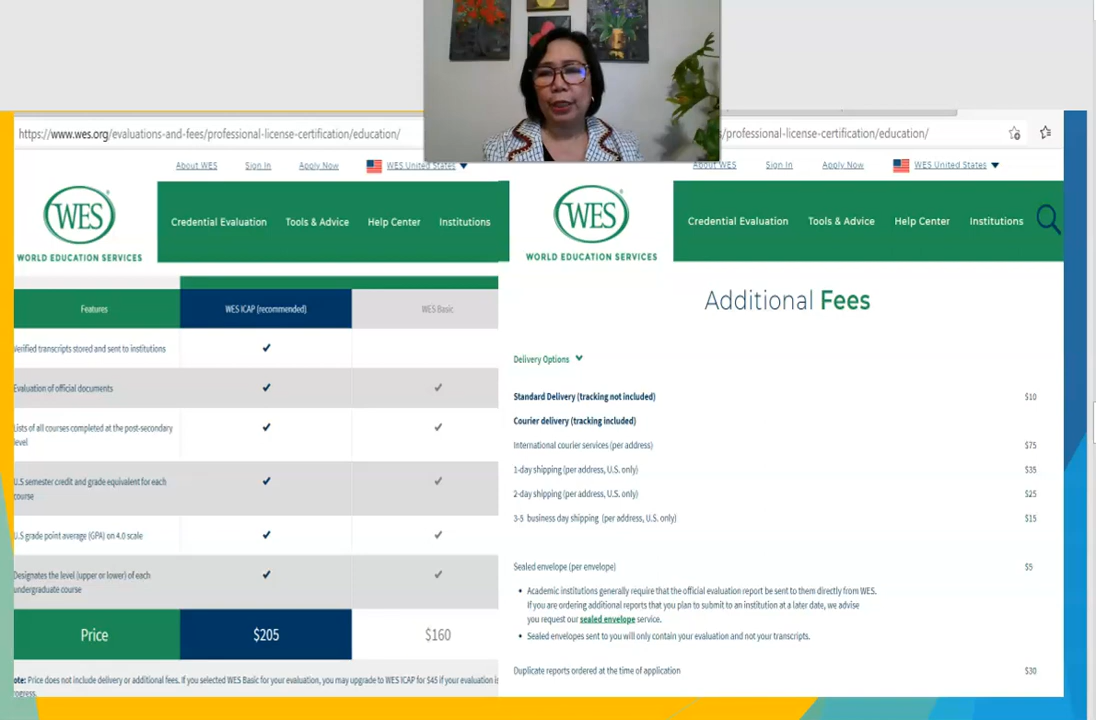 https://www.wes.org/evaluations-and-fees/professional-license-certification/education/
About WES Sign In Apply Now WES United States
WES
WORLD EDUCATION SERVICES
Credential Evaluation Tools & Advice Help Center Institutions
Features WES ICAP (recommended) WES Basic
Verified transcripts stored and sent to institutions ✔
Evaluation of official documents ✔ ✔
Lists of all courses completed at the post-secondary
level ✔ ✔
U.S semester credit and grade equivalent for each
course ✔ ✔
U.S grade point average (GPA) on 4.0 scale ✔ ✔
Designates the level (upper or lower) of each
undergraduate course ✔ ✔
Price $205 $160
ote: Price does not include delivery or additional fees. If you selected WES Basic for your evaluation, you may upgrade to WES ICAP for $45 if your evaluation is
rogress.
/professional-license-certification/education/
About WES Sign In Apply Now WES United States
WES
WORLD EDUCATION SERVICES
Credential Evaluation Tools & Advice Help Center Institutions
Additional Fees
Delivery Options
Standard Delivery (tracking not included) $10
Courier delivery (tracking included)
International courier services (per address) $75
1-day shipping (per address, U.S. only) $35
2-day shipping (per address, U.S. only) $25
3-5 business day shipping (per address, U.S. only) $15
Sealed envelope (per envelope) $5
• Academic institutions generally require that the official evaluation report be sent to them directly from WES.
If you are ordering additional reports that you plan to submit to an institution at a later date, we advise
you request our sealed envelope service.
• Sealed envelopes sent to you will only contain your evaluation and not your transcripts.
Duplicate reports ordered at the time of application $30